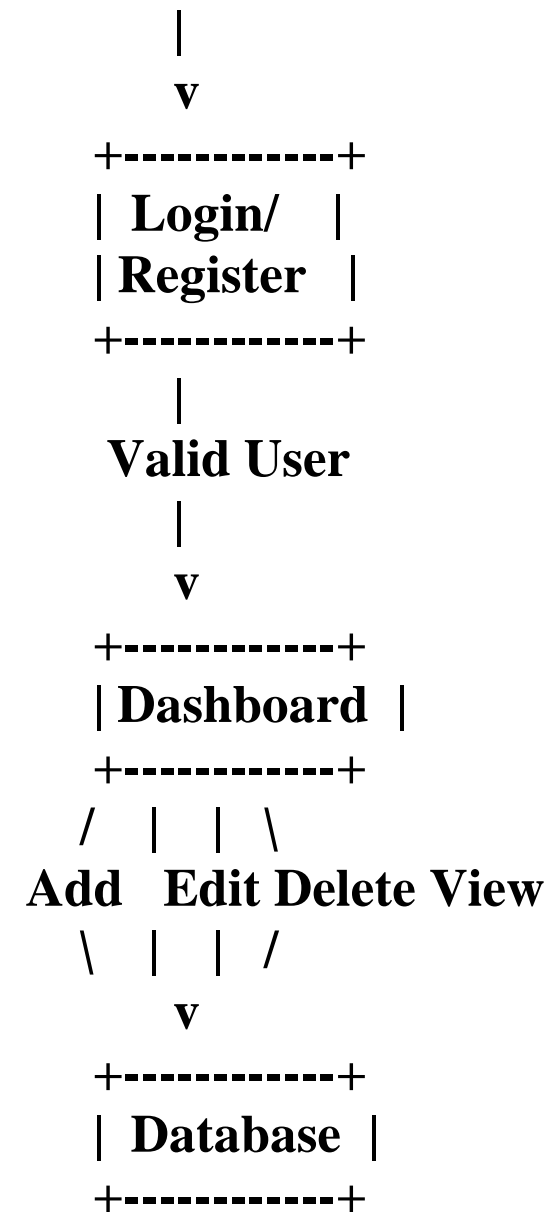 |
v
+------------+
| Login/ |
| Register |
+------------+
|
Valid User
|
v
+------------+
| Dashboard |
+------------+
/ | | \
Add Edit Delete View
\ | | /
v
+------------+
| Database |
+------------+